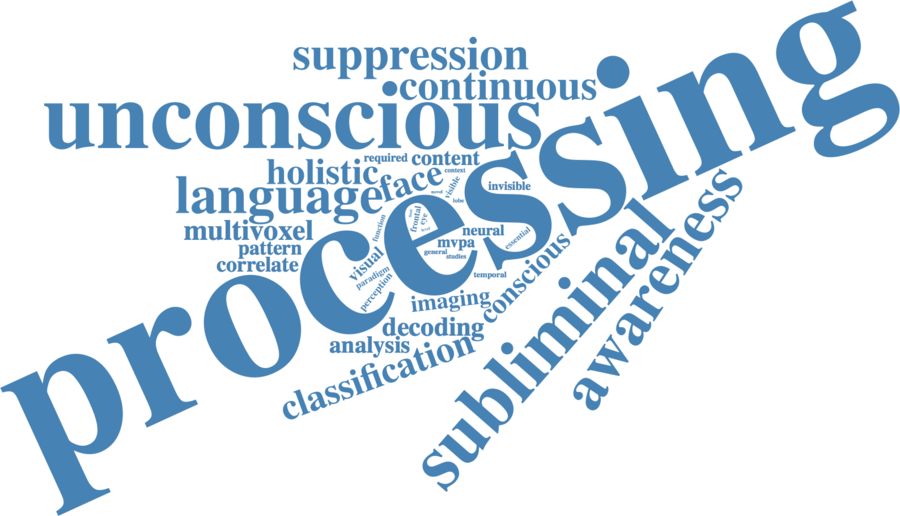 suppression
continuous
unconscious
processing
required
content
holistic
context
face
visible
invisible
language
lobe
frontal
eye
function
multivoxel
neural
mvpa
essential
pattern
general
studies
visual
correlate
paradigm
perception
temporal
conscious
imaging
decoding
analysis
classification
subliminal
awareness